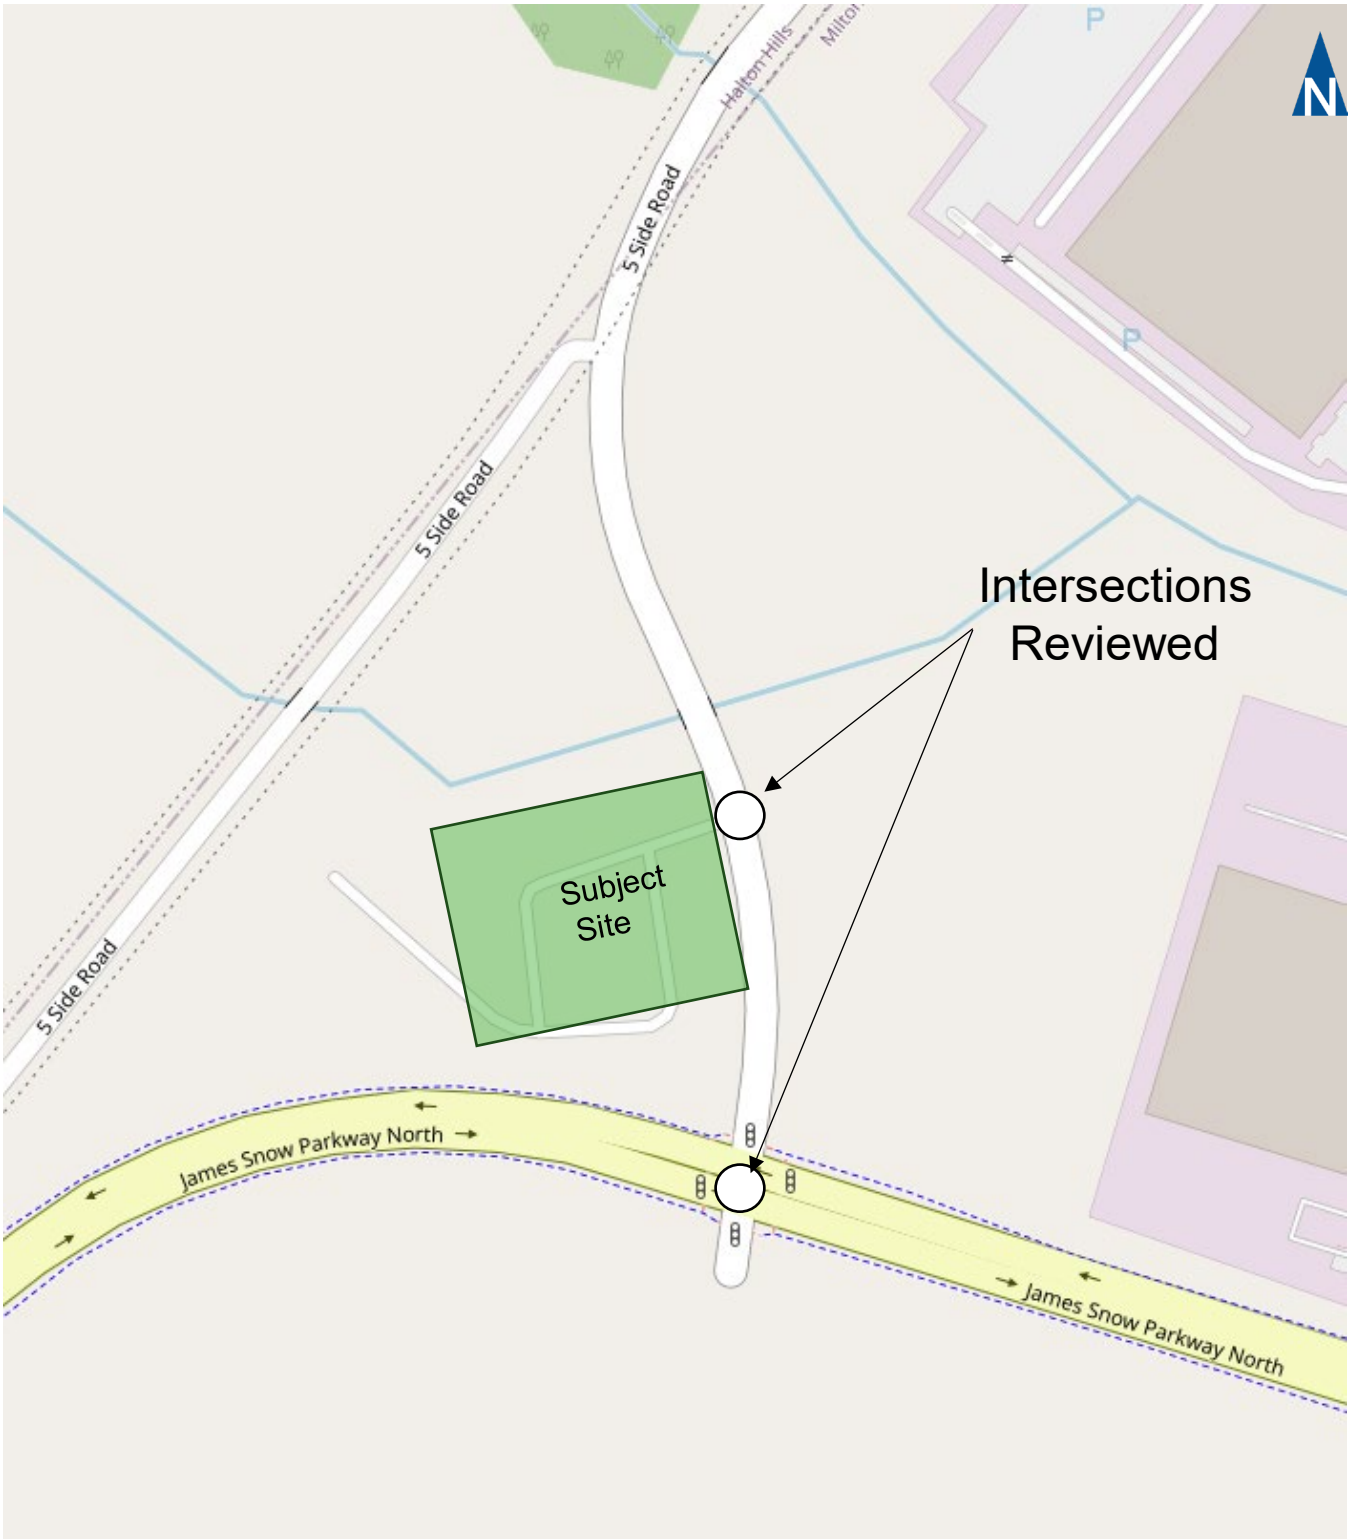 P
Halton Hills
Milton
N
5 Side Road
P
5 Side Road
Intersections
Reviewed
Subject
Site
5 Side Road
James Snow Parkway North
James Snow Parkway North